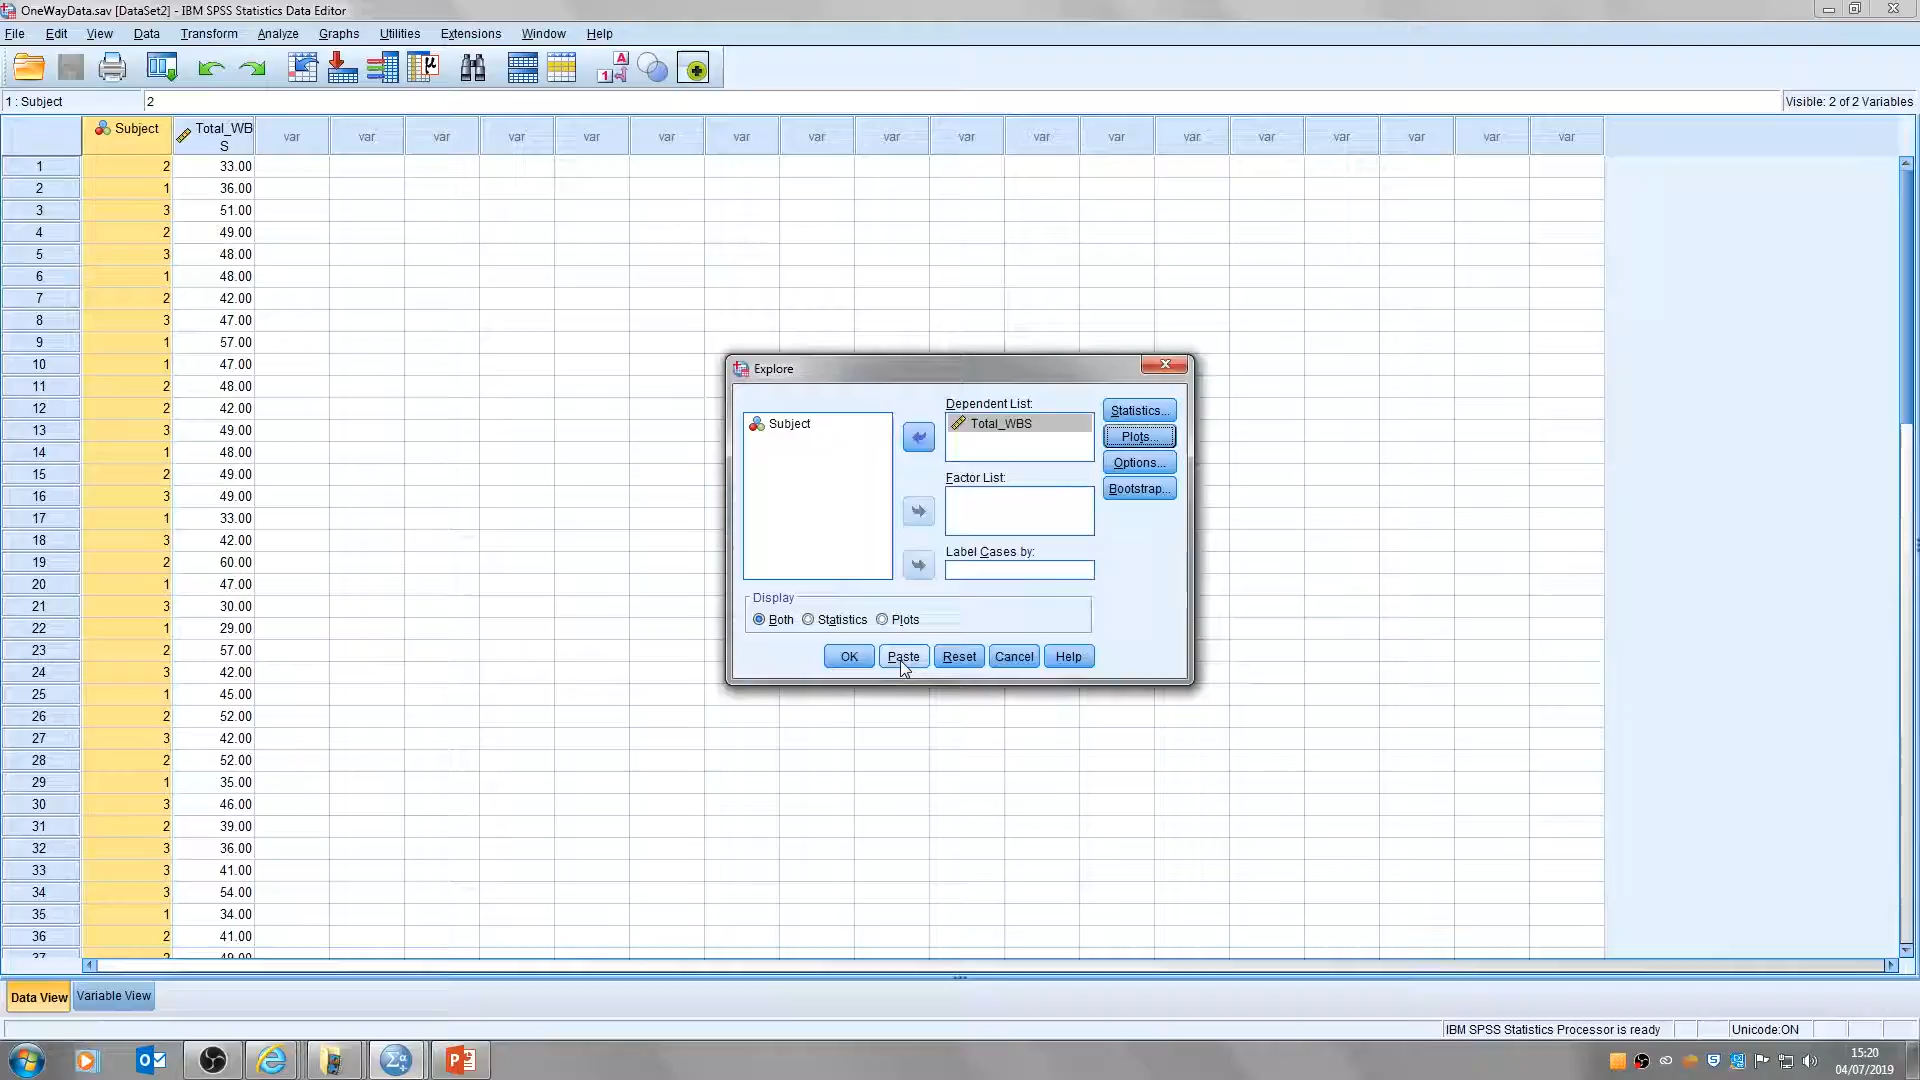 OneWayData.sav [DataSet2] - IBM SPSS Statistics Data Editor
File Edit View Data Transform Analyze Graphs Utilities Extensions Window Help
1 : Subject 2 Visible: 2 of 2 Variables
Subject Total_WB
S
var var var var var var var var var var var var var var var var var var
1 2 33.00
2 1 36.00
3 3 51.00
4 2 49.00
5 3 48.00
6 1 48.00
7 2 42.00
8 3 47.00
9 1 57.00
10 1 47.00
11 2 48.00
12 2 42.00
13 3 49.00
14 1 48.00
15 2 49.00
16 3 49.00
17 1 33.00
18 3 42.00
19 2 60.00
20 1 47.00
21 3 30.00
22 1 29.00
23 2 57.00
24 3 42.00
25 1 45.00
26 2 52.00
27 3 42.00
28 2 52.00
29 1 35.00
30 3 46.00
31 2 39.00
32 3 36.00
33 3 41.00
34 3 54.00
35 1 34.00
36 2 41.00
37 2 49.00
Explore
Subject
Dependent List:
Total_WBS
Factor List:
Label Cases by:
Statistics...
Plots...
Options...
Bootstrap...
Display
Both Statistics Plots
OK Paste Reset Cancel Help
Data View Variable View
IBM SPSS Statistics Processor is ready Unicode:ON
15:20
04/07/2019